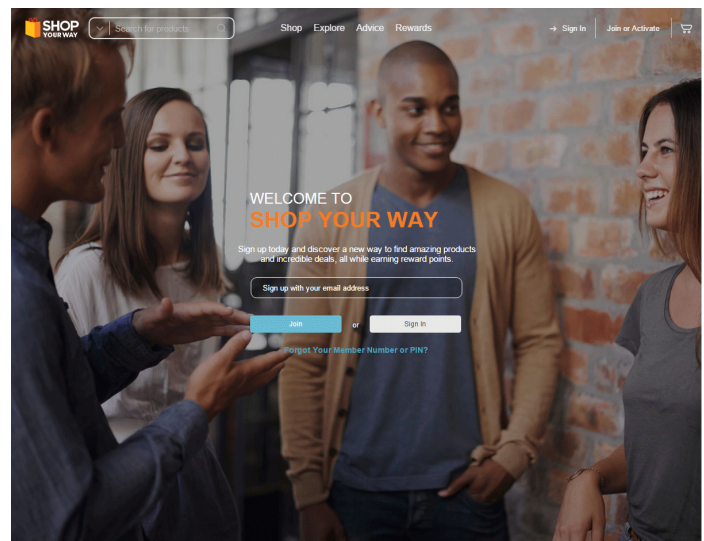 SHOP
YOUR WAY
Search for products
Shop Explore Advice Rewards
Sign In
Join or Activate
WELCOME TO
SHOP YOUR WAY
Sign up today and discover a new way to find amazing products
and incredible deals, all while earning reward points.
Sign up with your email address
Join or Sign In
Forgot Your Member Number or PIN?